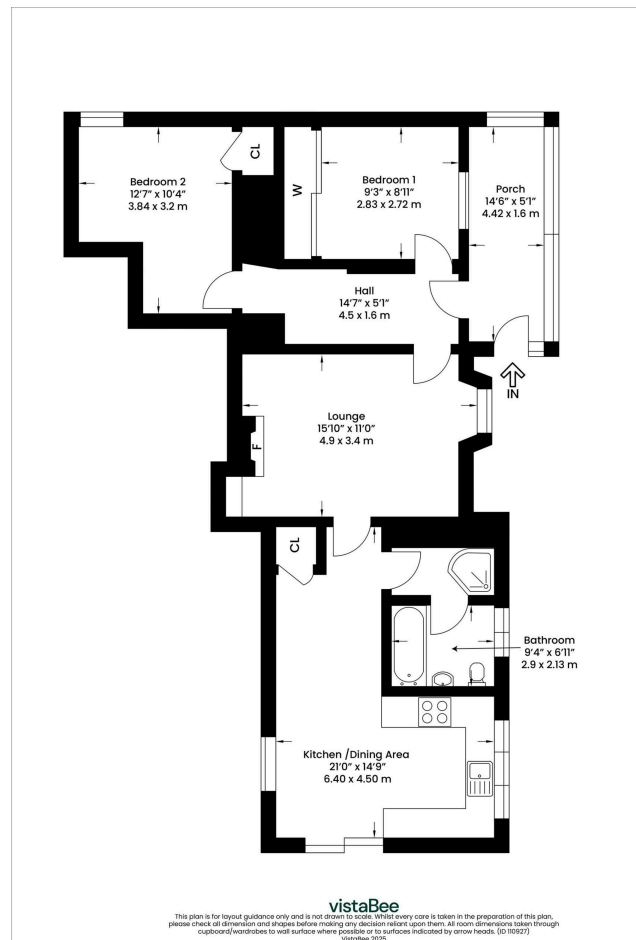 CL
Bedroom 2
12'7" x 10'4"
3.84 x 3.2 m
W
Bedroom 1
9'3" x 8'11"
2.83 x 2.72 m
Porch
14'6" x 5'1"
4.42 x 1.6 m
Hall
14'7" x 5'1"
4.5 x 1.6 m
IN
Lounge
15'10" x 11'0"
4.9 x 3.4 m
F
CL
Bathroom
9'4" x 6'11"
2.9 x 2.13 m
Kitchen /Dining Area
21'0" x 14'9"
6.40 x 4.50 m
vistaBee
This plan is for layout guidance only and is not drawn to scale. Whilst every care is taken in the preparation of this plan,
please check all dimension and shapes before making any decision reliant upon them. All room dimensions taken through
cupboard/wardrobes to wall surface where possible or to surfaces indicated by arrow heads. (ID 110927)
VistaBee 2025